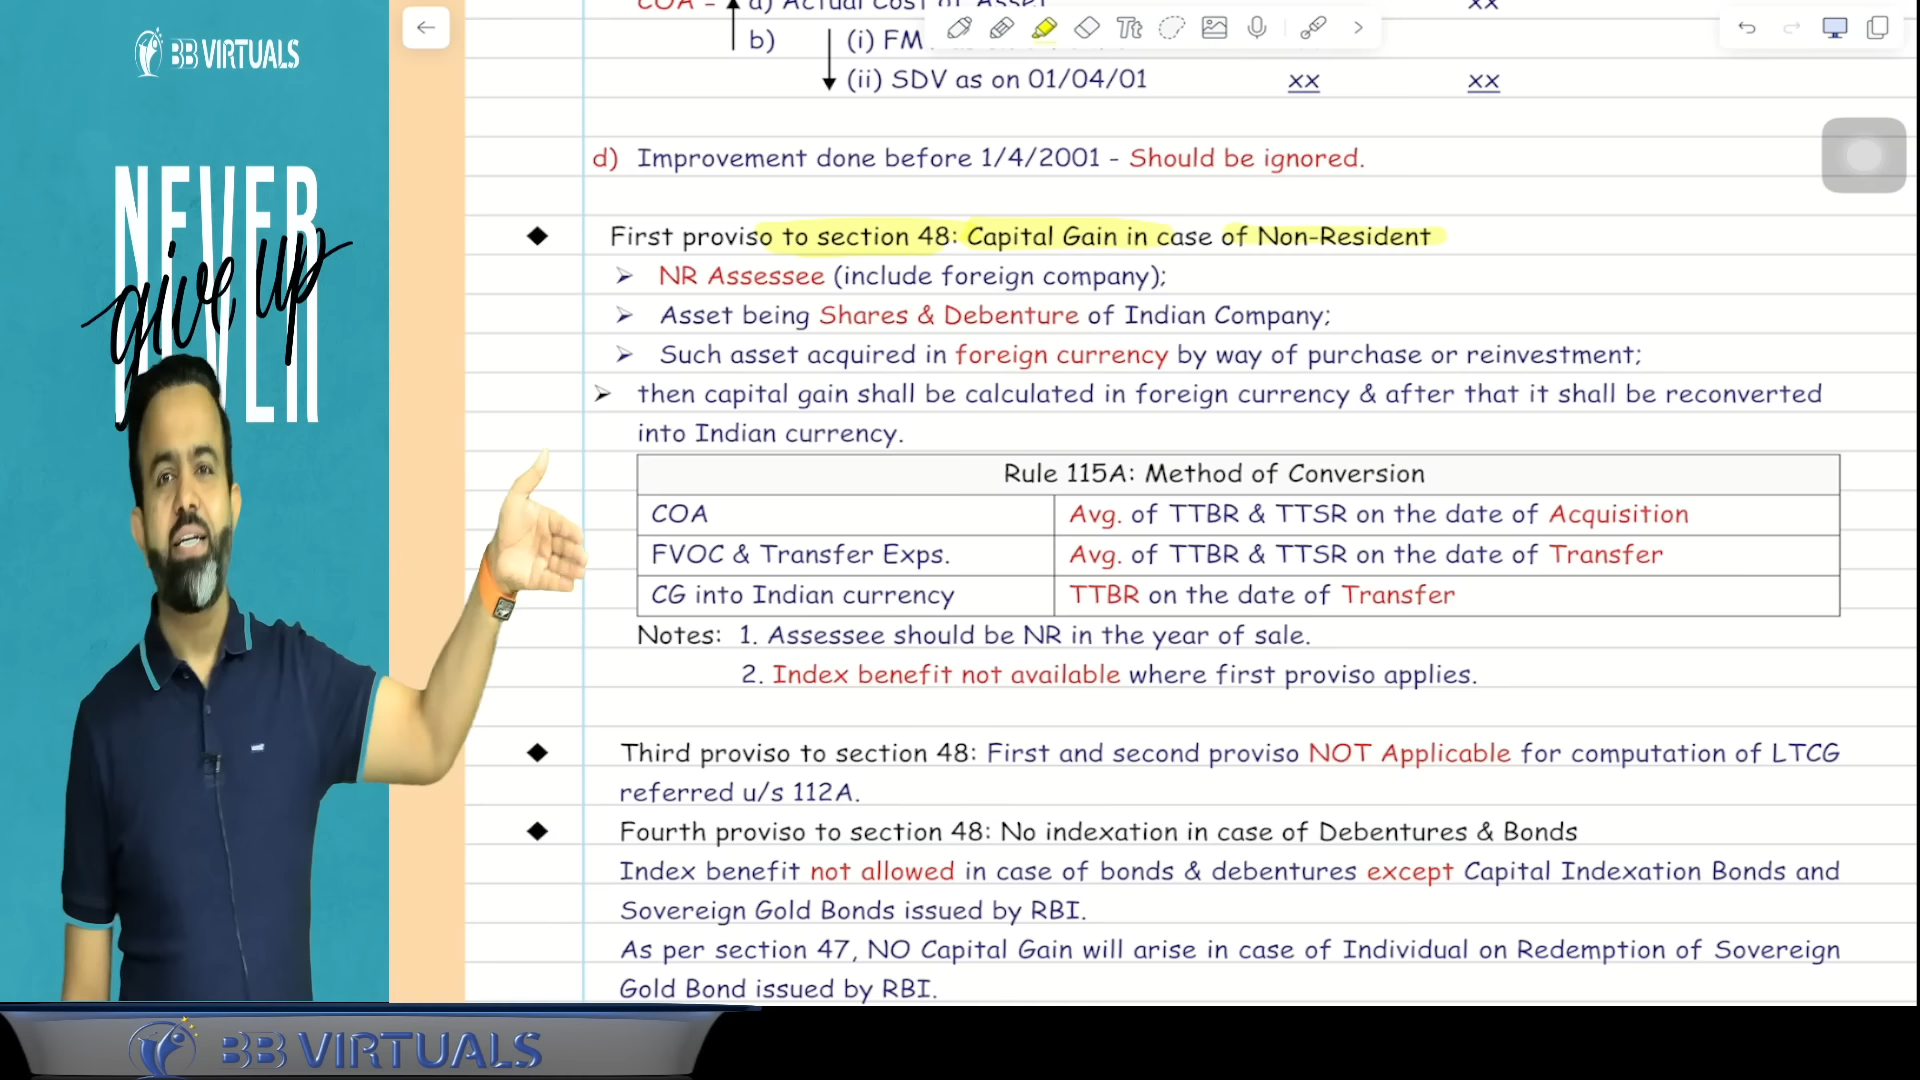 BB VIRTUALS
NEVER
give up
COA = a) Actual Cost of Asset xx
b) (i) FM
(ii) SDV as on 01/04/01 xx xx
d) Improvement done before 1/4/2001 - Should be ignored.
First proviso to section 48: Capital Gain in case of Non-Resident
NR Assessee (include foreign company);
Asset being Shares & Debenture of Indian Company;
Such asset acquired in foreign currency by way of purchase or reinvestment;
then capital gain shall be calculated in foreign currency & after that it shall be reconverted
into Indian currency.
Rule 115A: Method of Conversion
COA Avg. of TTBR & TTSR on the date of Acquisition
FVOC & Transfer Exps. Avg. of TTBR & TTSR on the date of Transfer
CG into Indian currency TTBR on the date of Transfer
Notes: 1. Assessee should be NR in the year of sale.
2. Index benefit not available where first proviso applies.
Third proviso to section 48: First and second proviso NOT Applicable for computation of LTCG
referred u/s 112A.
Fourth proviso to section 48: No indexation in case of Debentures & Bonds
Index benefit not allowed in case of bonds & debentures except Capital Indexation Bonds and
Sovereign Gold Bonds issued by RBI.
As per section 47, NO Capital Gain will arise in case of Individual on Redemption of Sovereign
Gold Bond issued by RBI.
BB VIRTUALS